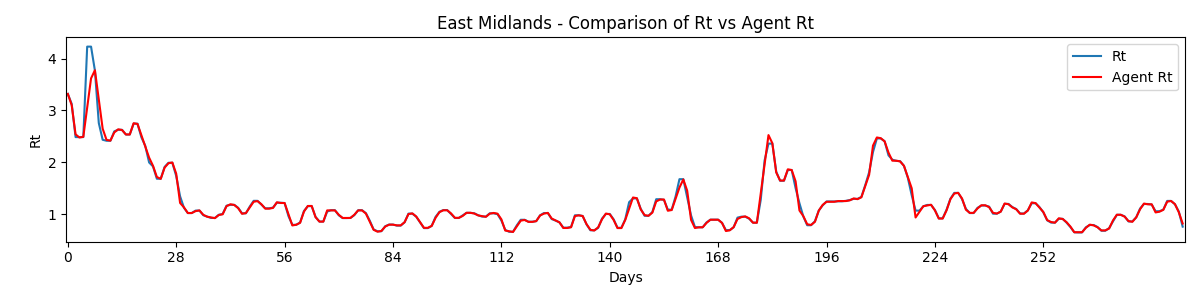 East Midlands - Comparison of Rt vs Agent Rt
Rt
Agent Rt
4
3
2
1
Rt
0 28 56 84 112 140 168 196 224 252
Days